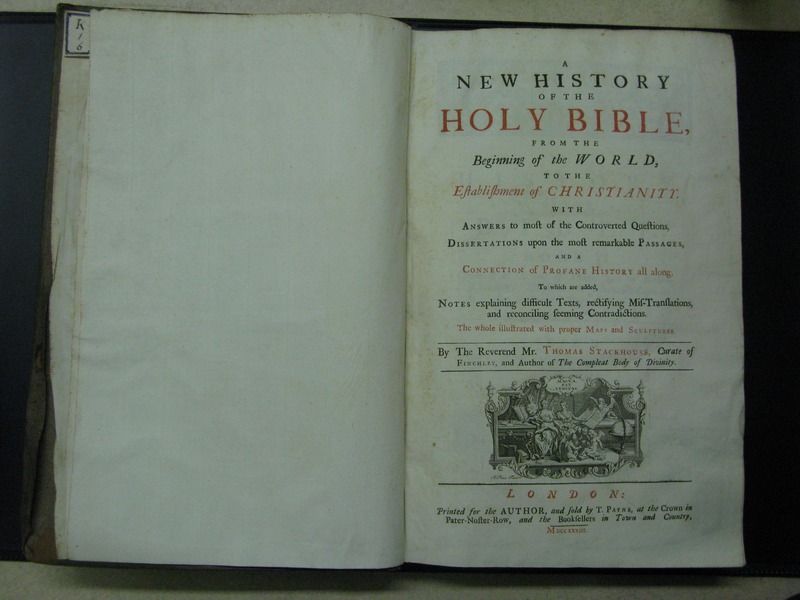 K
1
6
A
NEW HISTORY
OF THE
HOLY BIBLE,
FROM THE
Beginning of the WORLD,
TO THE
Eſtabliſhment of CHRISTIANITY.
WITH
ANSWERS to moſt of the Controverted Queſtions,
DISSERTATIONS upon the moſt remarkable PASSAGES,
AND A
CONNECTION of PROFANE HISTORY all along.
To which are added,
NOTES explaining difficult Texts, rectifying Miſ-Tranſlations,
and reconciling ſeeming Contradictions.
The whole illuſtrated with proper MAPS and SCULPTURES.
By The Reverend Mr. THOMAS STACKHOUSE, Curate of
FINCHLEY, and Author of The Compleat Body of Divinity.
MAGNA
EST
VERITAS
LONDON:
Printed for the AUTHOR, and ſold by T. PAYNE, at the Crown in
Pater-Noſter-Row, and the Bookſellers in Town and Country,